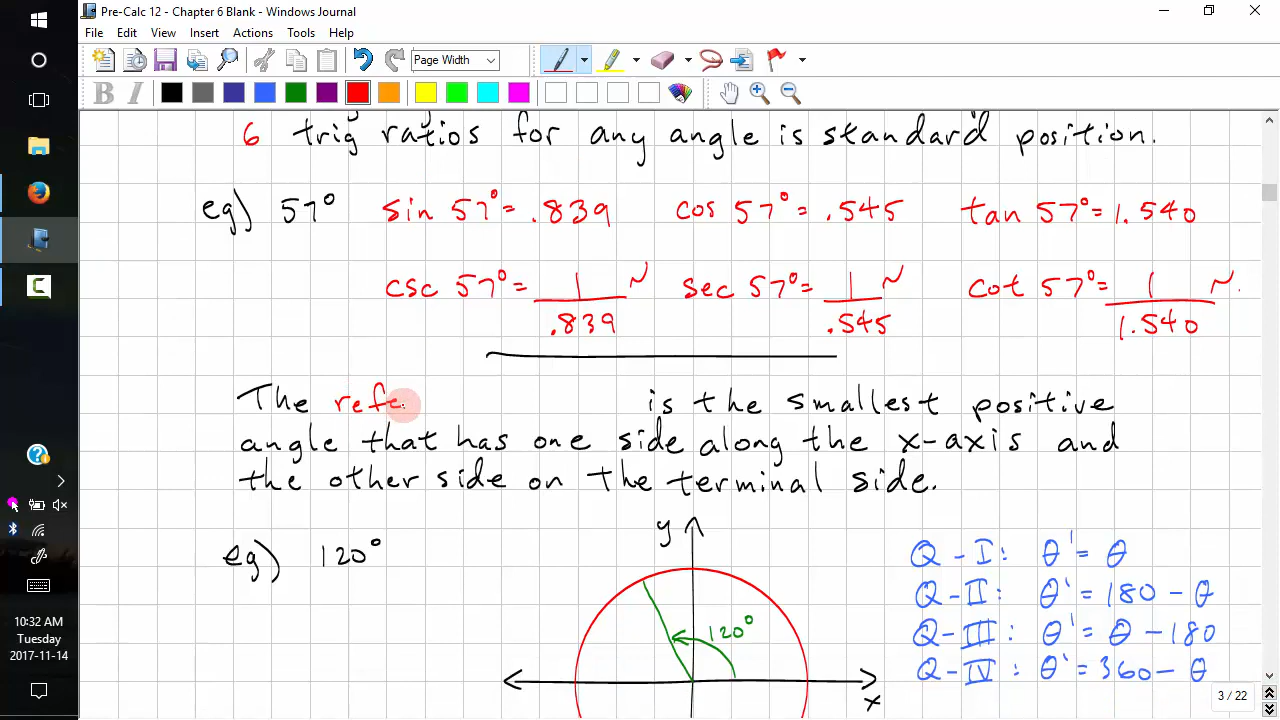 Pre-Calc 12 - Chapter 6 Blank - Windows Journal
File Edit View Insert Actions Tools Help
Page Width
B I
6 trig ratios for any angle is standard position.
eg) 57° sin 57° = .839 cos 57° = .545 tan 57° = 1.540
csc 57° = 1/.839 ~ sec 57° = 1/.545 ~ cot 57° = 1/1.540 ~.
The refe is the smallest positive
angle that has one side along the x-axis and
the other side on the terminal side.
eg) 120°
y
120°
x
Q-I: θ' = θ
Q-II: θ' = 180 - θ
Q-III: θ' = θ - 180
Q-IV: θ' = 360 - θ
10:32 AM
Tuesday
2017-11-14
3 / 22